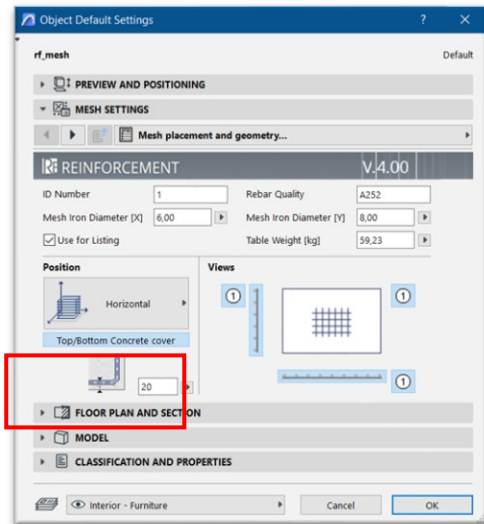 Object Default Settings ? ×
rf_mesh Default
PREVIEW AND POSITIONING
MESH SETTINGS
Mesh placement and geometry...
REINFORCEMENT V.4.00
ID Number 1 Rebar Quality A252
Mesh Iron Diameter [X] 6,00 Mesh Iron Diameter [Y] 8,00
Use for Listing Table Weight [kg] 59,23
Position Views
Horizontal
1 1
Top/Bottom Concrete cover
20
1
FLOOR PLAN AND SECTION
MODEL
CLASSIFICATION AND PROPERTIES
Interior - Furniture Cancel OK